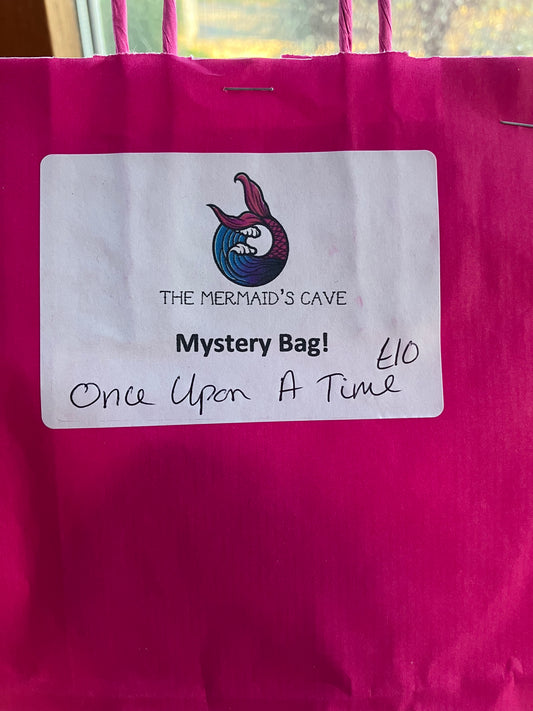 THE MERMAID'S CAVE
Mystery Bag!
£10
Once Upon A Time